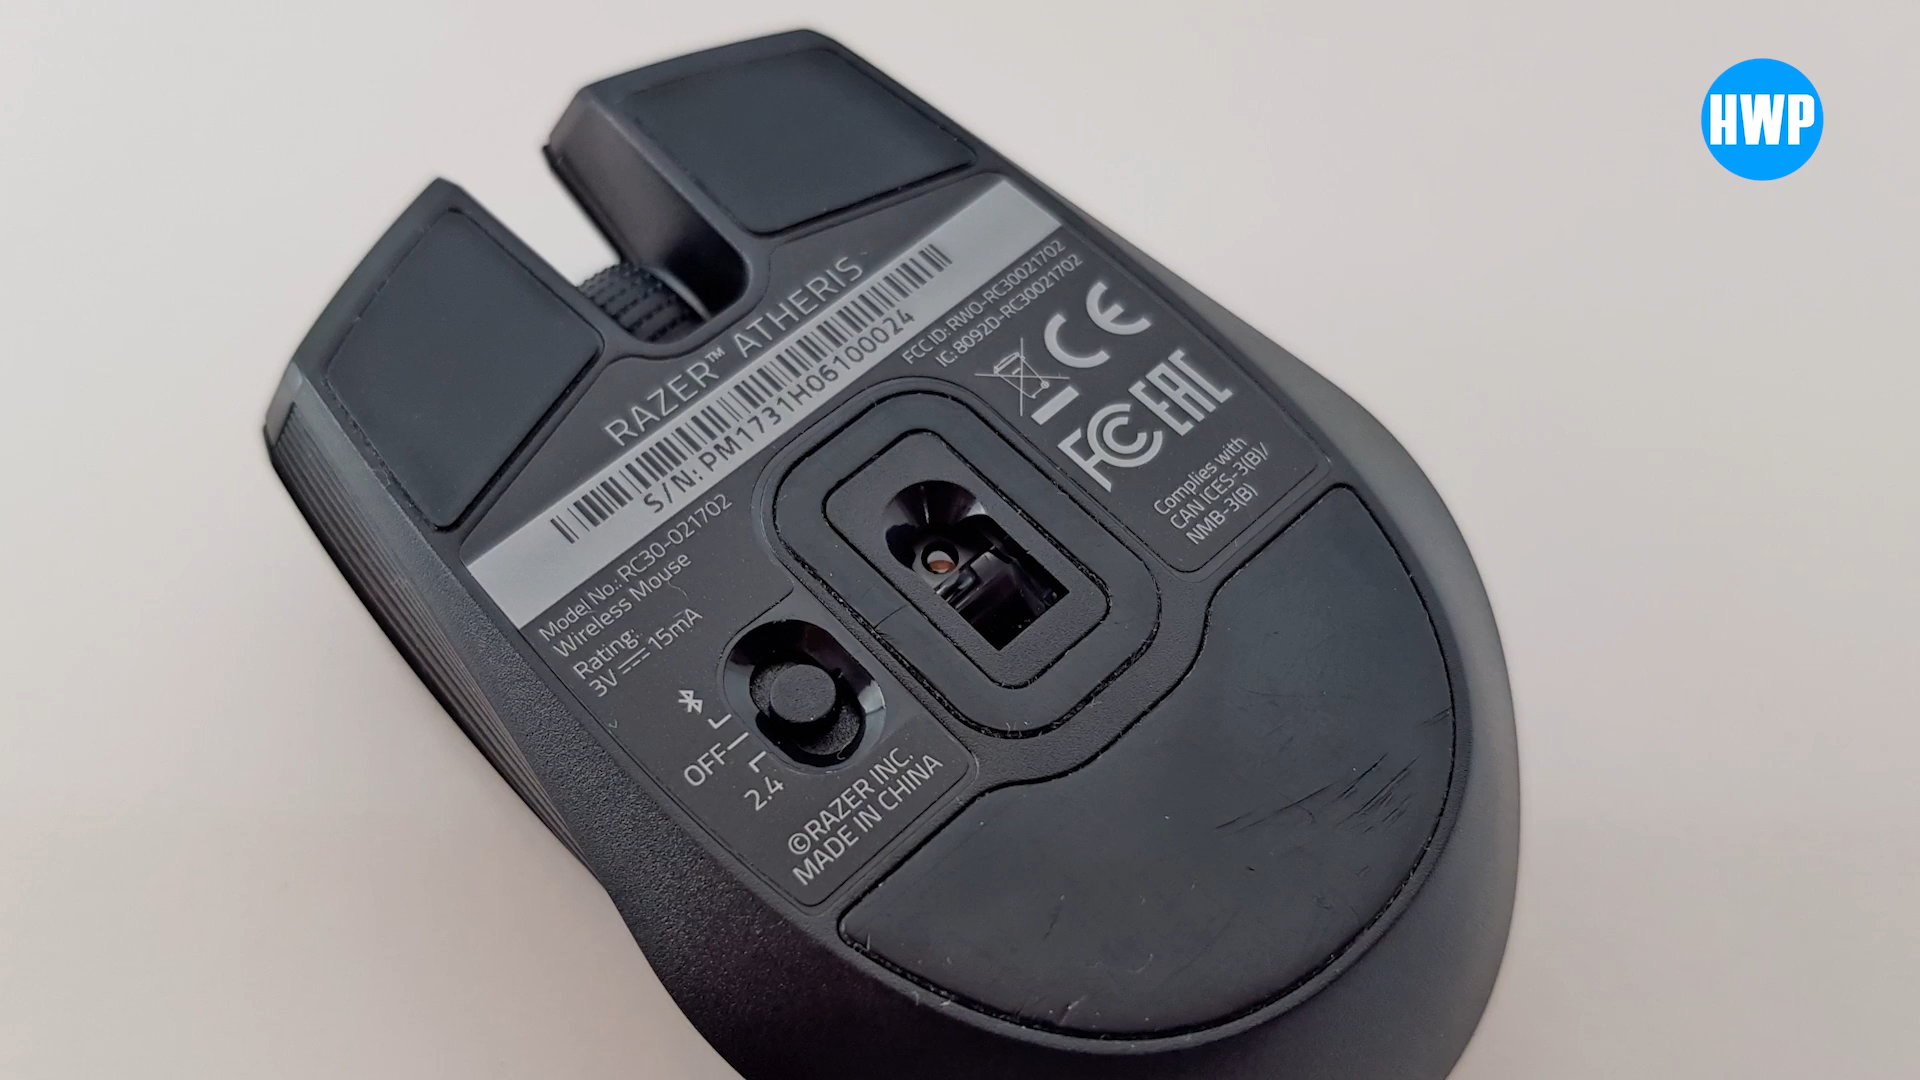 HWP
RAZER™ ATHERIS
S/N: PM1731H06100024
FCC ID: RWO-RC30021702
IC: 8092D-RC30021702
CE
FC EAC
Complies with
CAN ICES-3(B)/
NMB-3(B)
Model No.: RC30-021702
Wireless Mouse
Rating:
3V ⎓ 15mA
OFF
2.4
©RAZER INC.
MADE IN CHINA